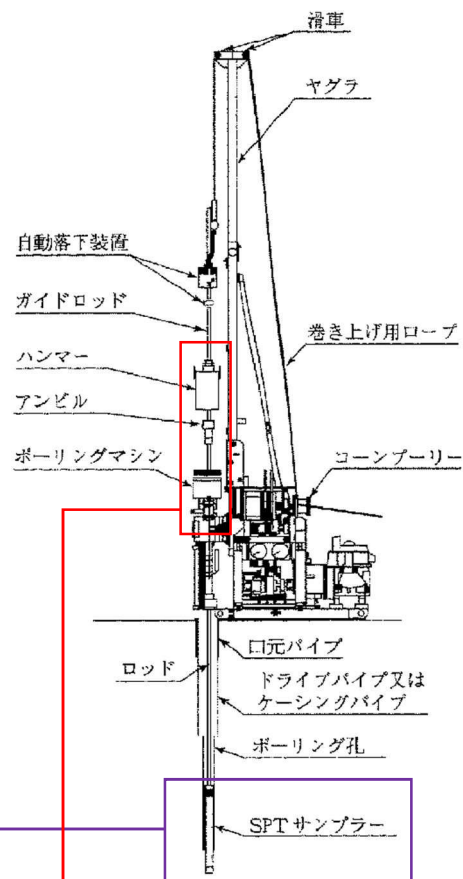 滑車
ヤグラ
自動落下装置
ガイドロッド
巻き上げ用ロープ
ハンマー
アンビル
ボーリングマシン
コーンプーリー
口元パイプ
ロッド
ドライブパイプ又は
ケーシングパイプ
ボーリング孔
SPTサンプラー